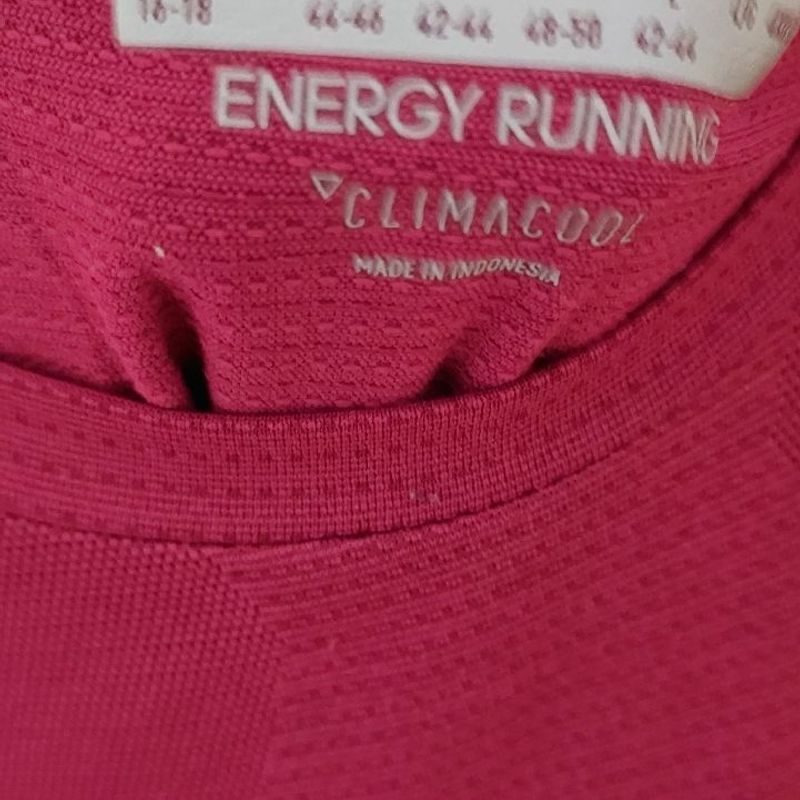 16-18 44-46 42-44 48-50 42-44
ENERGY RUNNING
CLIMACOOL
MADE IN INDONESIA